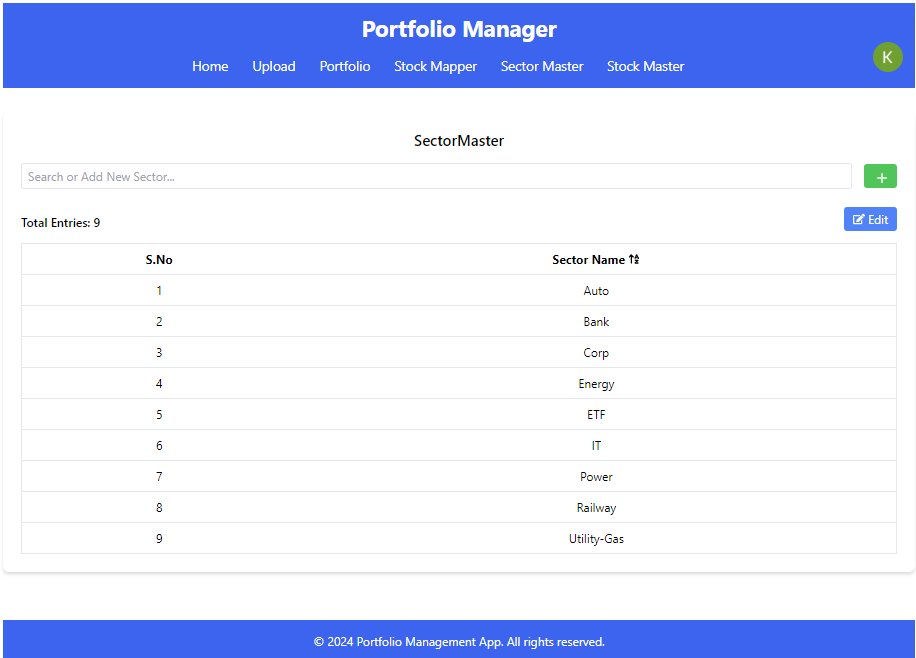 Portfolio Manager
Home Upload Portfolio Stock Mapper Sector Master Stock Master
K
SectorMaster
Search or Add New Sector...
+
Total Entries: 9
Edit
S.No Sector Name
1 Auto
2 Bank
3 Corp
4 Energy
5 ETF
6 IT
7 Power
8 Railway
9 Utility-Gas
© 2024 Portfolio Management App. All rights reserved.